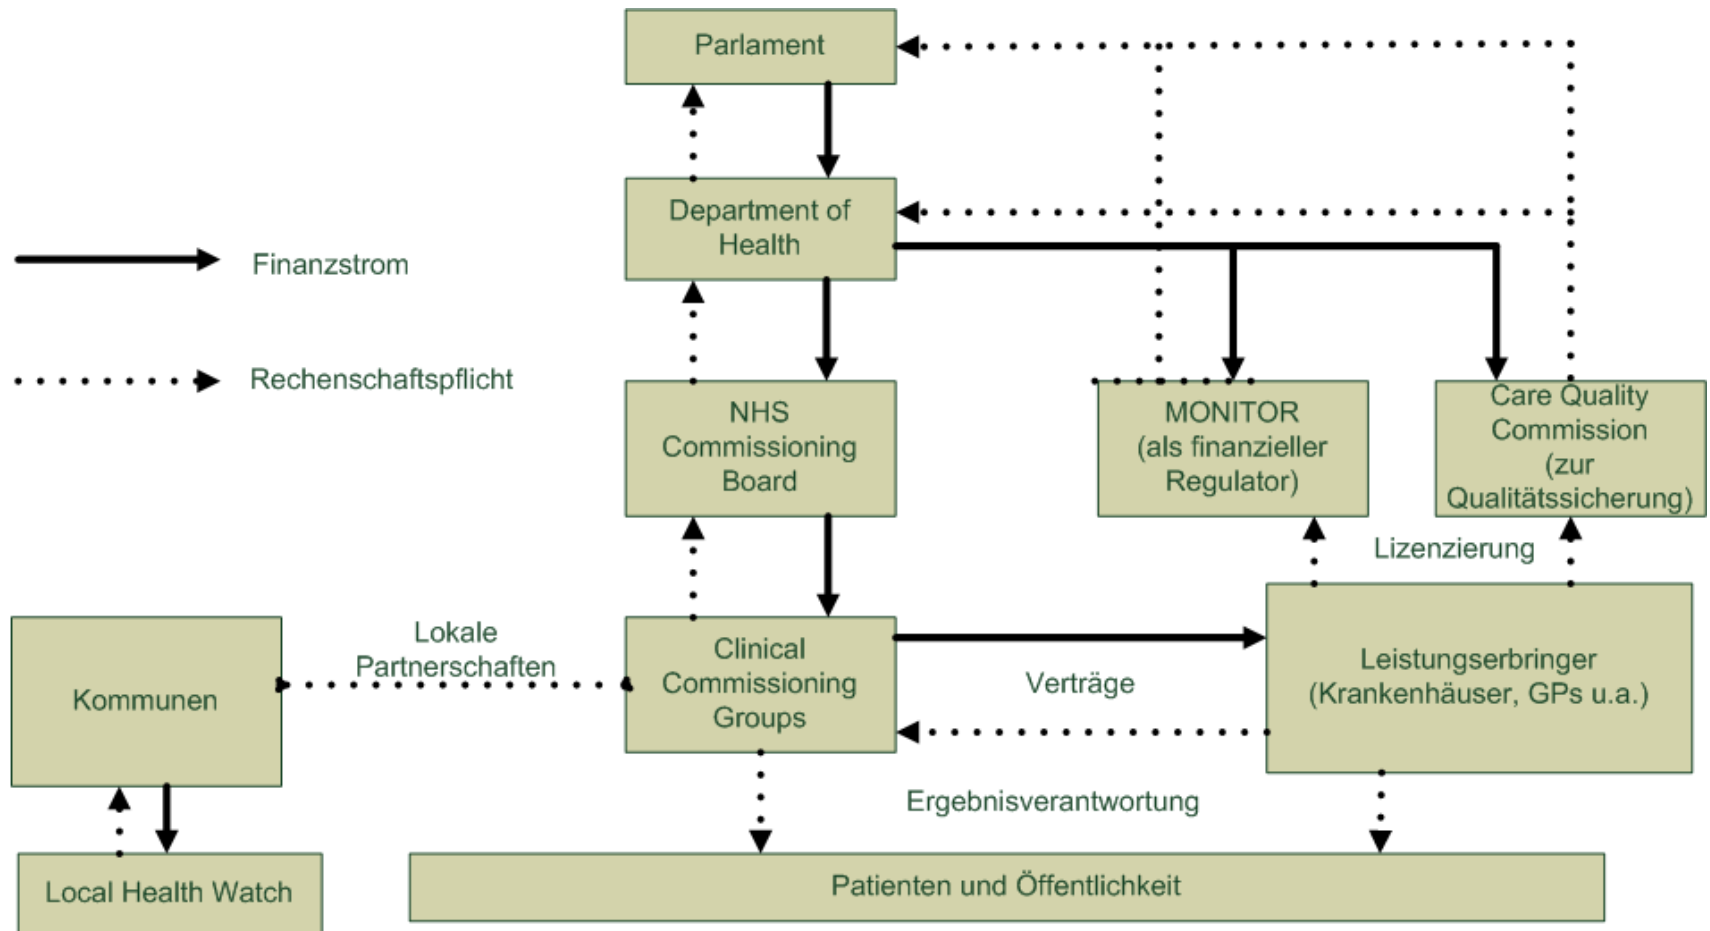 Parlament
Department of
Health
Finanzstrom
Rechenschaftspflicht
NHS
Commissioning
Board
MONITOR
(als finanzieller
Regulator)
Care Quality
Commission
(zur
Qualitätssicherung)
Lizenzierung
Kommunen
Lokale
Partnerschaften
Clinical
Commissioning
Groups
Verträge
Leistungserbringer
(Krankenhäuser, GPs u.a.)
Ergebnisverantwortung
Local Health Watch
Patienten und Öffentlichkeit